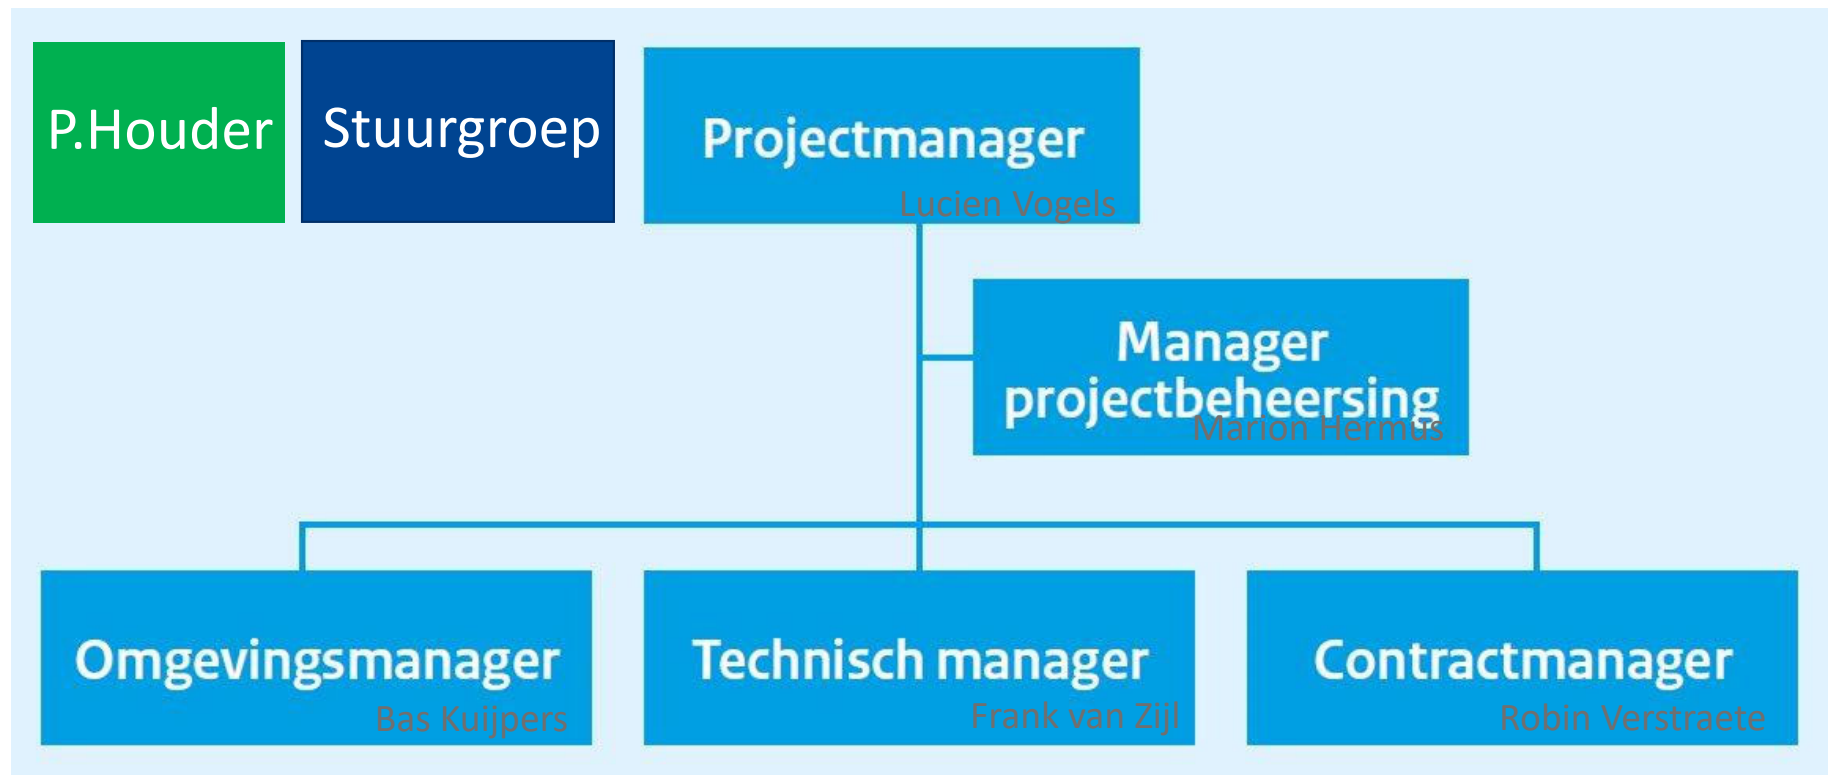 P.Houder
Stuurgroep
Projectmanager
Lucien Vogels
Manager
projectbeheersing
Marion Hermus
Omgevingsmanager
Bas Kuijpers
Technisch manager
Frank van Zijl
Contractmanager
Robin Verstraete